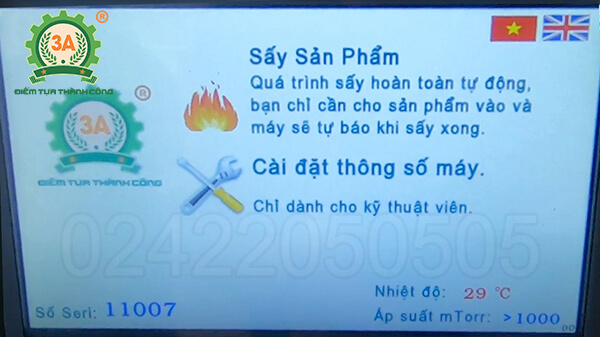 3A
®
ĐIỂM TỰA THÀNH CÔNG
3A
®
ĐIỂM TỰA THÀNH CÔNG
Sấy Sản Phẩm
Quá trình sấy hoàn toàn tự động,
bạn chỉ cần cho sản phẩm vào và
máy sẽ tự báo khi sấy xong.
Cài đặt thông số máy.
Chỉ dành cho kỹ thuật viên.
02422050505
Số Seri: 11007
Nhiệt độ: 29 °C
Áp suất mTorr: >1000